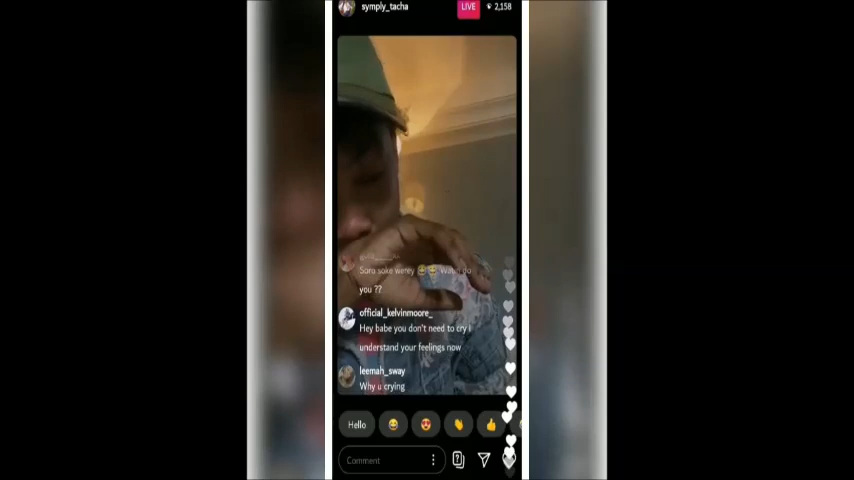 symply_tacha
LIVE 2,158
Soro soke werey 😂😂 Wetin do
you ??
official_kelvinmoore_
Hey babe you don't need to cry I
understand your feelings now
leemah_sway
Why u crying
Hello
Comment